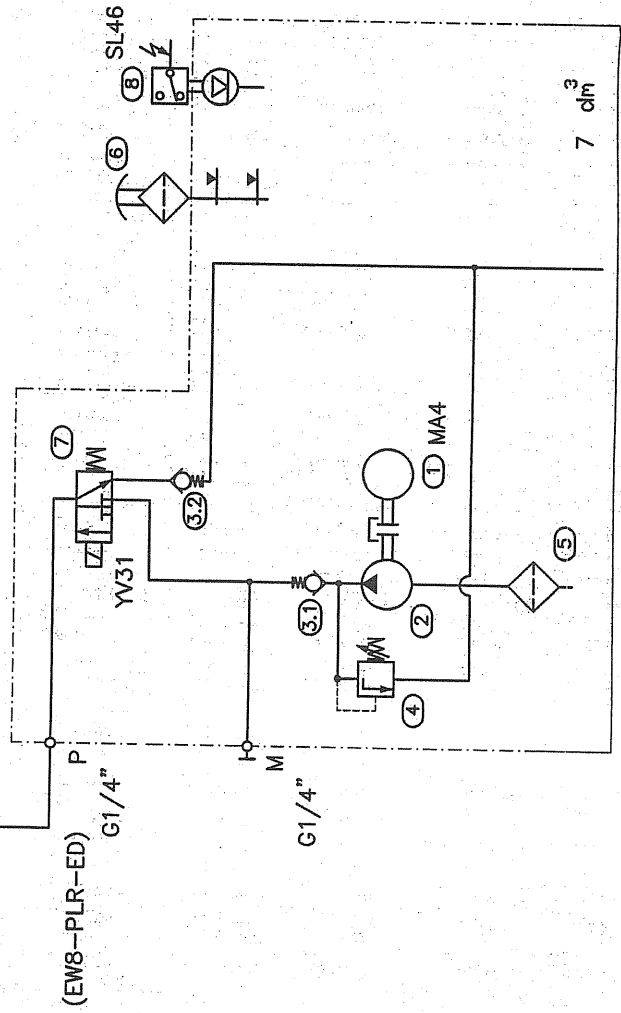 SL46
8
6
7 dm³
7
YV31
3.2
MA4
1
3.1
2
5
4
P
G1/4"
M
G1/4"
(EW8-PLR-ED)